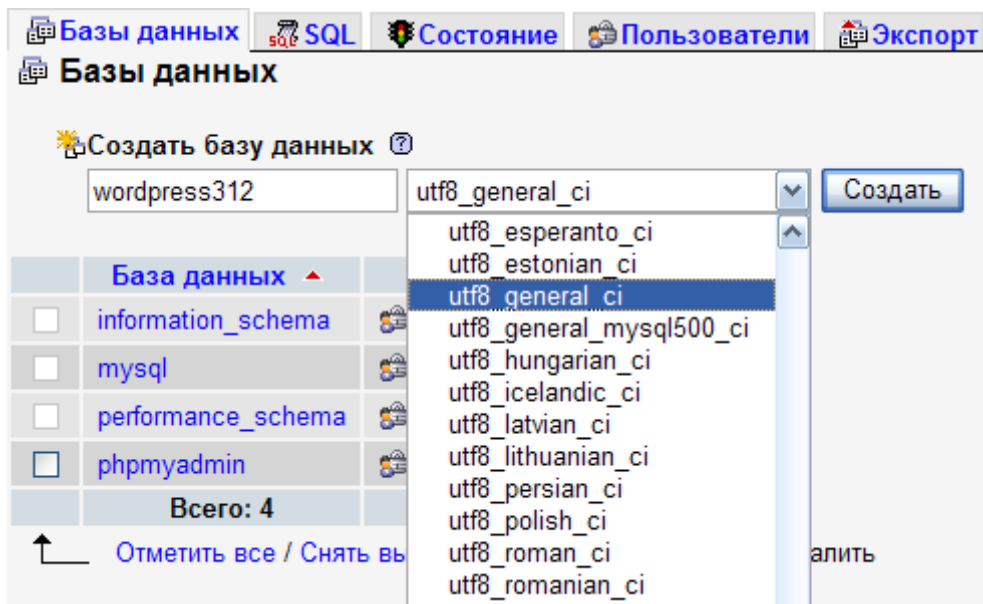 Базы данных SQL Состояние Пользователи Экспорт
Базы данных
Создать базу данных
wordpress312 utf8_general_ci Создать
utf8_esperanto_ci
utf8_estonian_ci
utf8_general_ci
utf8_general_mysql500_ci
utf8_hungarian_ci
utf8_icelandic_ci
utf8_latvian_ci
utf8_lithuanian_ci
utf8_persian_ci
utf8_polish_ci
utf8_roman_ci
utf8_romanian_ci
База данных
information_schema
mysql
performance_schema
phpmyadmin
Всего: 4
Отметить все / Снять вы алить